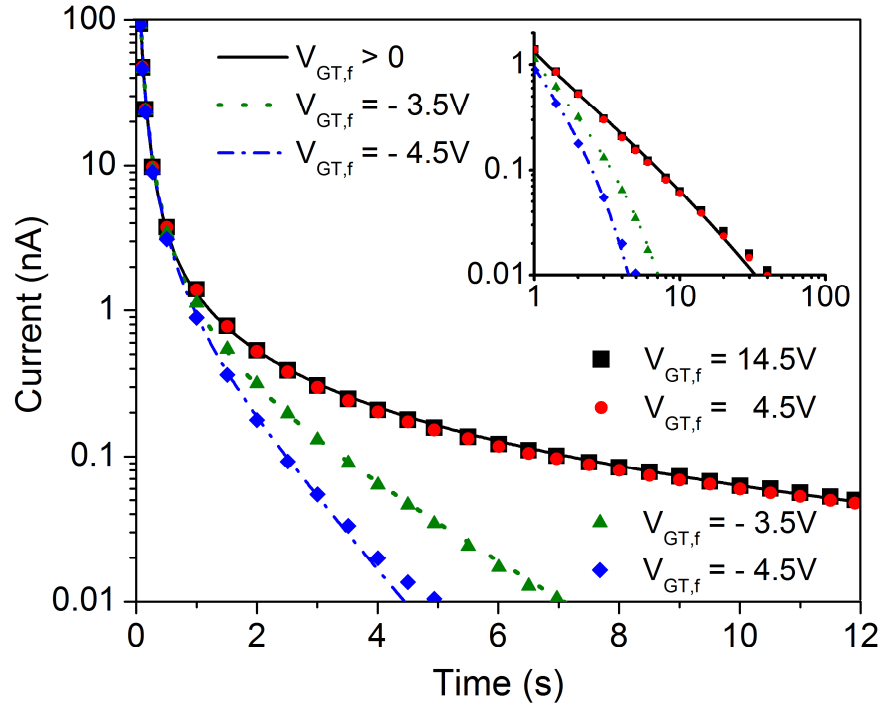 100
10
1
0.1
0.01
Current (nA)
V_GT,f > 0
V_GT,f = - 3.5V
V_GT,f = - 4.5V
1
0.1
0.01
1 10 100
V_GT,f = 14.5V
V_GT,f = 4.5V
V_GT,f = - 3.5V
V_GT,f = - 4.5V
0 2 4 6 8 10 12
Time (s)